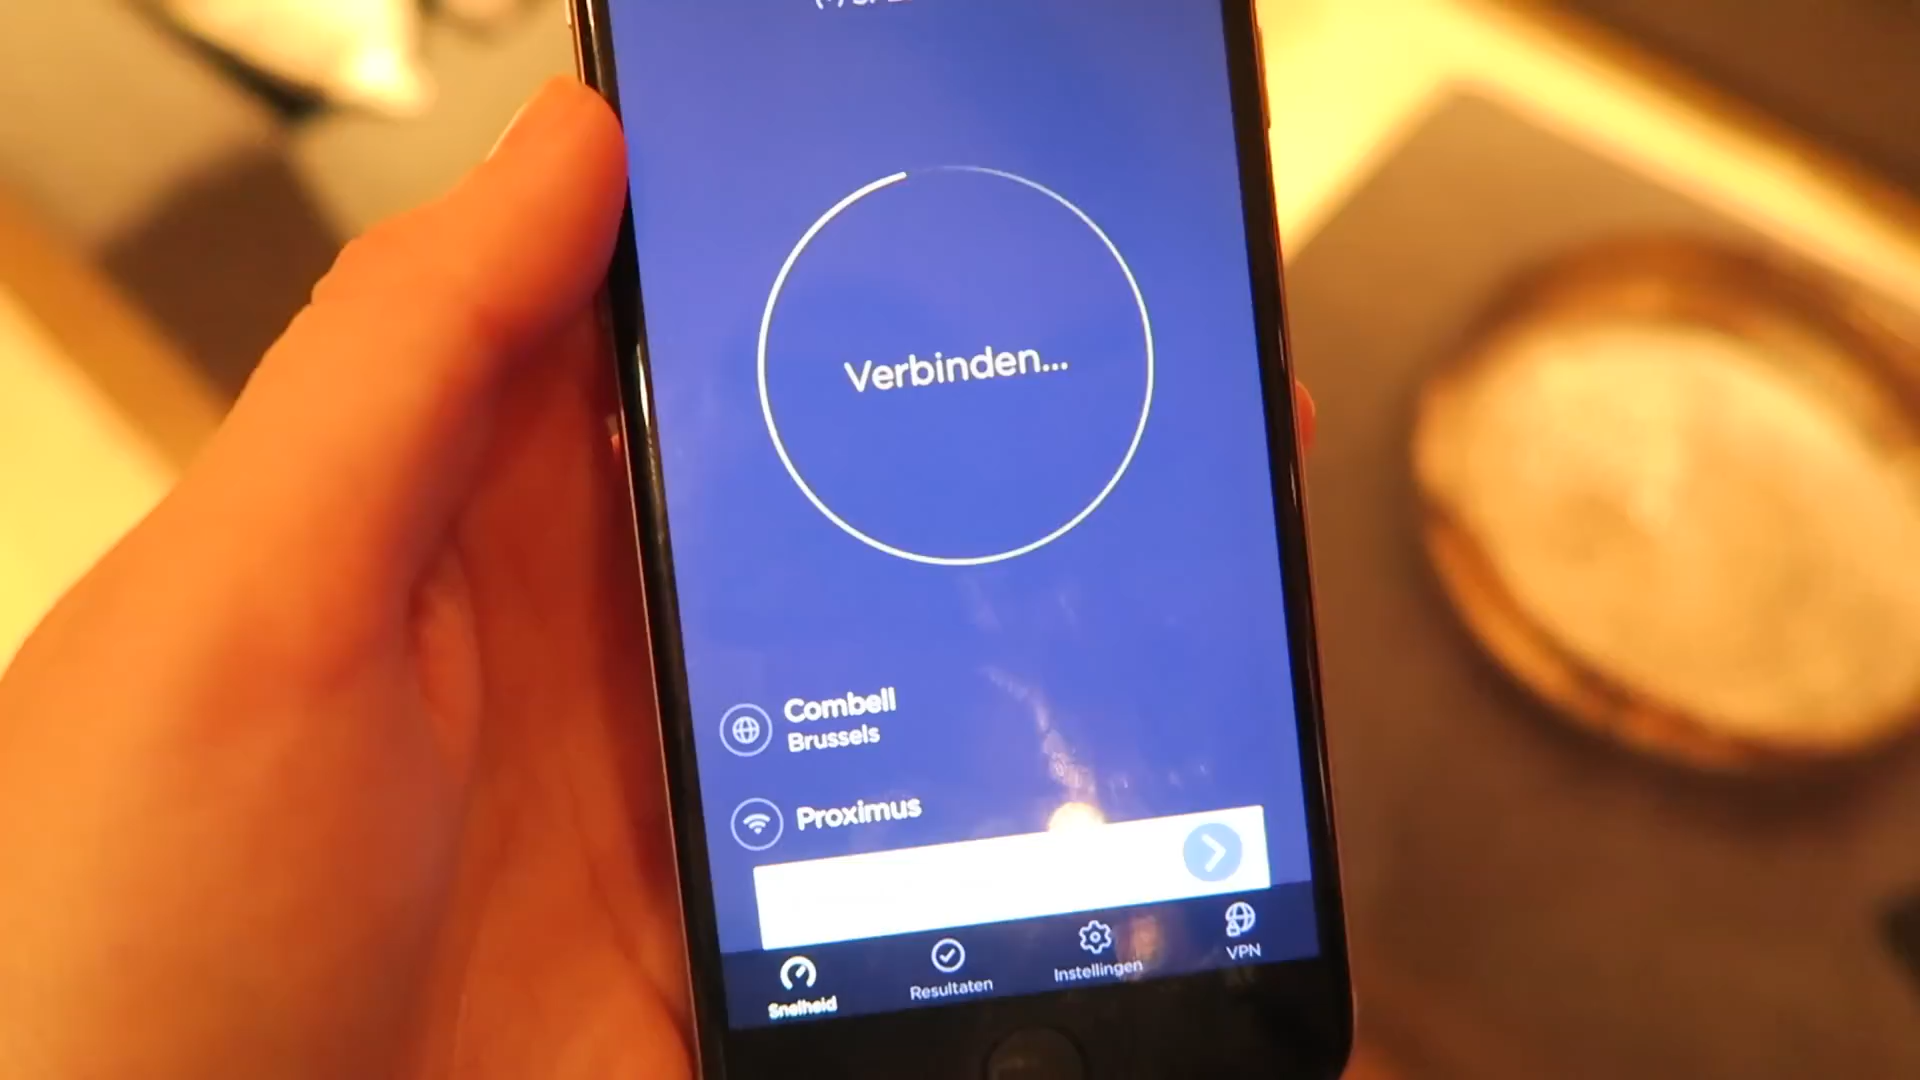 Verbinden...
Combell
Brussels
Proximus
Snelheid
Resultaten
Instellingen
VPN